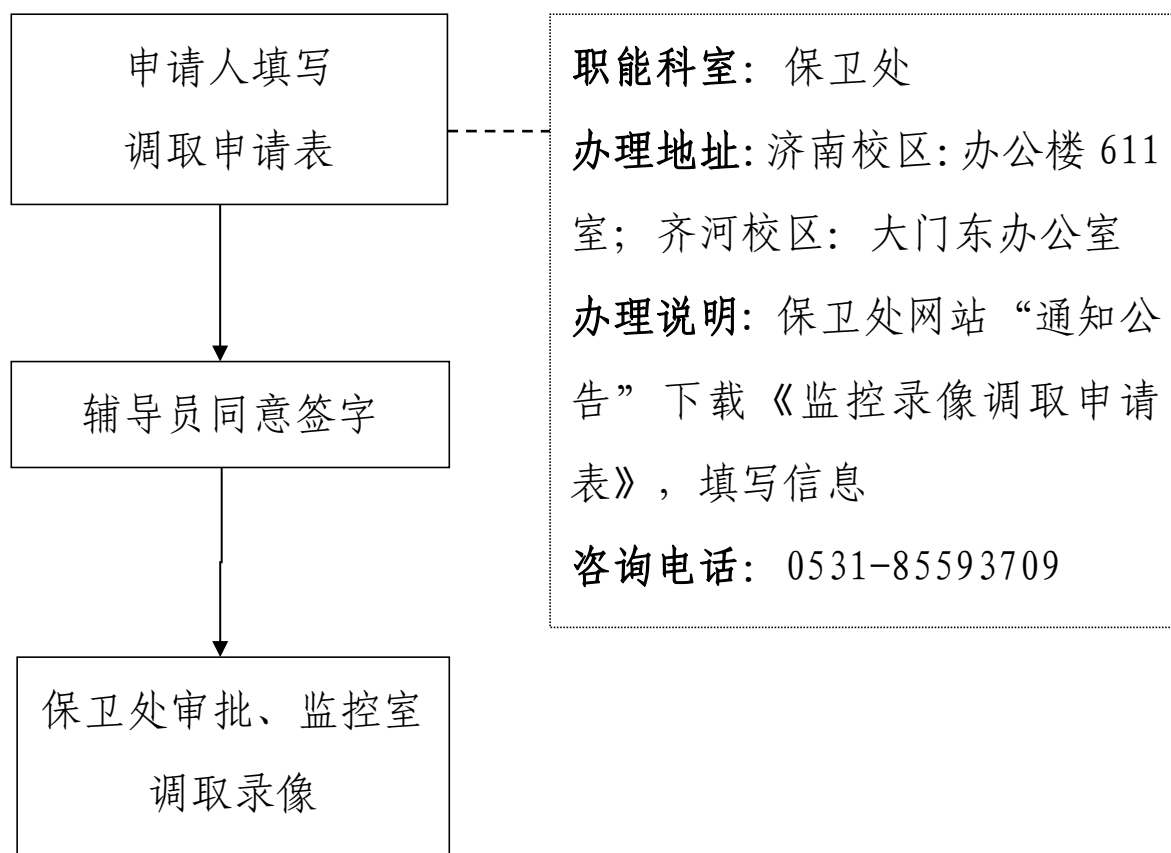 申请人填写
调取申请表
辅导员同意签字
保卫处审批、监控室
调取录像
职能科室：保卫处
办理地址：济南校区：办公楼 611
室；齐河校区：大门东办公室
办理说明：保卫处网站“通知公
告”下载《监控录像调取申请
表》，填写信息
咨询电话：0531-85593709